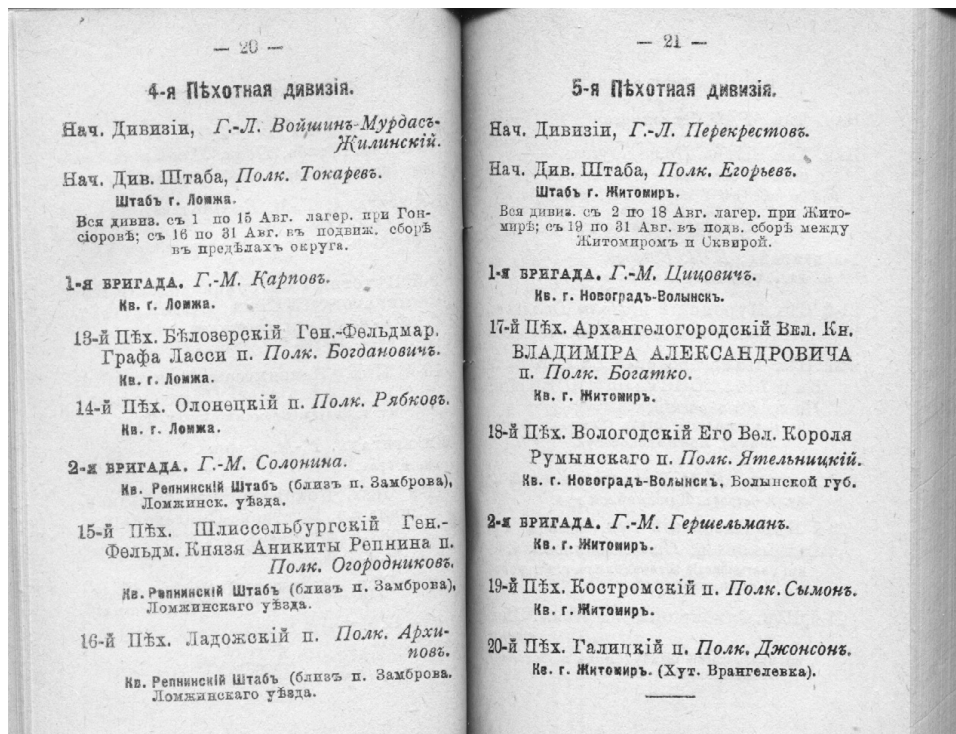 — 20 —
4-я Пѣхотная дивизія.
Нач. Дивизіи, Г.-Л. Войшинъ-Мурдасъ-
Жилинскій.
Нач. Див. Штаба, Полк. Токаревъ.
Штабъ г. Ломжа.
Вся дивиз. съ 1 по 15 Авг. лагер. при Гон-
сіоровѣ; съ 16 по 31 Авг. въ подвиж. сборѣ
въ предѣлахъ округа.
1-я БРИГАДА. Г.-М. Карповъ.
Кв. г. Ломжа.
13-й Пѣх. Бѣлозерскій Ген.-Фельдмар.
Графа Ласси п. Полк. Богдановичъ.
Кв. г. Ломжа.
14-й Пѣх. Олонецкій п. Полк. Рябковъ.
Кв. г. Ломжа.
2-я БРИГАДА. Г.-М. Солонина.
Кв. Репнинскій Штабъ (близъ п. Замброва),
Ломжинск. уѣзда.
15-й Пѣх. Шлиссельбургскій Ген.-
Фельдм. Князя Аникиты Репнина п.
Полк. Огородниковъ.
Кв. Репнинскій Штабъ (близъ п. Замброва),
Ломжинскаго уѣзда.
16-й Пѣх. Ладожскій п. Полк. Архи-
повъ.
Кв. Репнинскій Штабъ (близъ п. Замброва.
Ломжинскаго уѣзда.
— 21 —
5-я Пѣхотная дивизія.
Нач. Дивизіи, Г.-Л. Перекрестовъ.
Нач. Див. Штаба, Полк. Егорьевъ.
Штабъ г. Житомир.
Вся дивиз. съ 2 по 18 Авг. лагер. при Жито-
мирѣ; съ 19 по 31 Авг. въ подв. сборѣ между
Житомиром и Сквирой.
1-я БРИГАДА. Г.-М. Цицовичъ.
Кв. г. Новоградъ-Волынск.
17-й Пѣх. Архангелогородскій Вел. Кн.
ВЛАДИМІРА АЛЕКСАНДРОВИЧА
п. Полк. Богатко.
Кв. г. Житомир.
18-й Пѣх. Вологодскій Его Вел. Короля
Румынскаго п. Полк. Ятельницкій.
Кв. г. Новоградъ-Волынск, Волынской губ.
2-я БРИГАДА. Г.-М. Гершельманъ.
Кв. г. Житомир.
19-й Пѣх. Костромскій п. Полк. Сымонъ.
Кв. г. Житомир.
20-й Пѣх. Галицкій п. Полк. Джонсонъ.
Кв. г. Житомир. (Хут. Врангелевка).